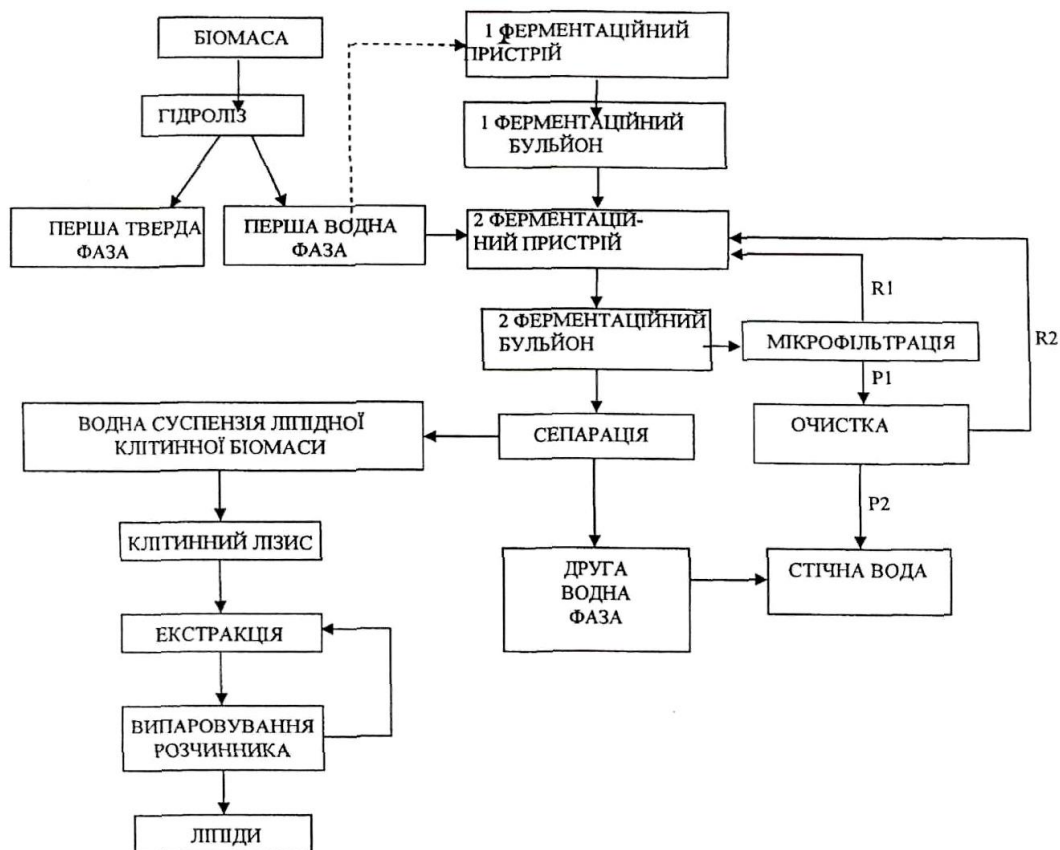 БІОМАСА
ГІДРОЛІЗ
ПЕРША ТВЕРДА
ФАЗА
ПЕРША ВОДНА
ФАЗА
1 ФЕРМЕНТАЦІЙНИЙ
ПРИСТРІЙ
1 ФЕРМЕНТАЦІЙНИЙ
БУЛЬЙОН
2 ФЕРМЕНТАЦІЙ-
НИЙ ПРИСТРІЙ
2 ФЕРМЕНТАЦІЙНИЙ
БУЛЬЙОН
R1
R2
МІКРОФІЛЬТРАЦІЯ
P1
ОЧИСТКА
P2
СТІЧНА ВОДА
СЕПАРАЦІЯ
ДРУГА
ВОДНА
ФАЗА
ВОДНА СУСПЕНЗІЯ ЛІПІДНОЇ
КЛІТИННОЇ БІОМАСИ
КЛІТИННИЙ ЛІЗИС
ЕКСТРАКЦІЯ
ВИПАРОВУВАННЯ
РОЗЧИННИКА
ЛІПІДИ